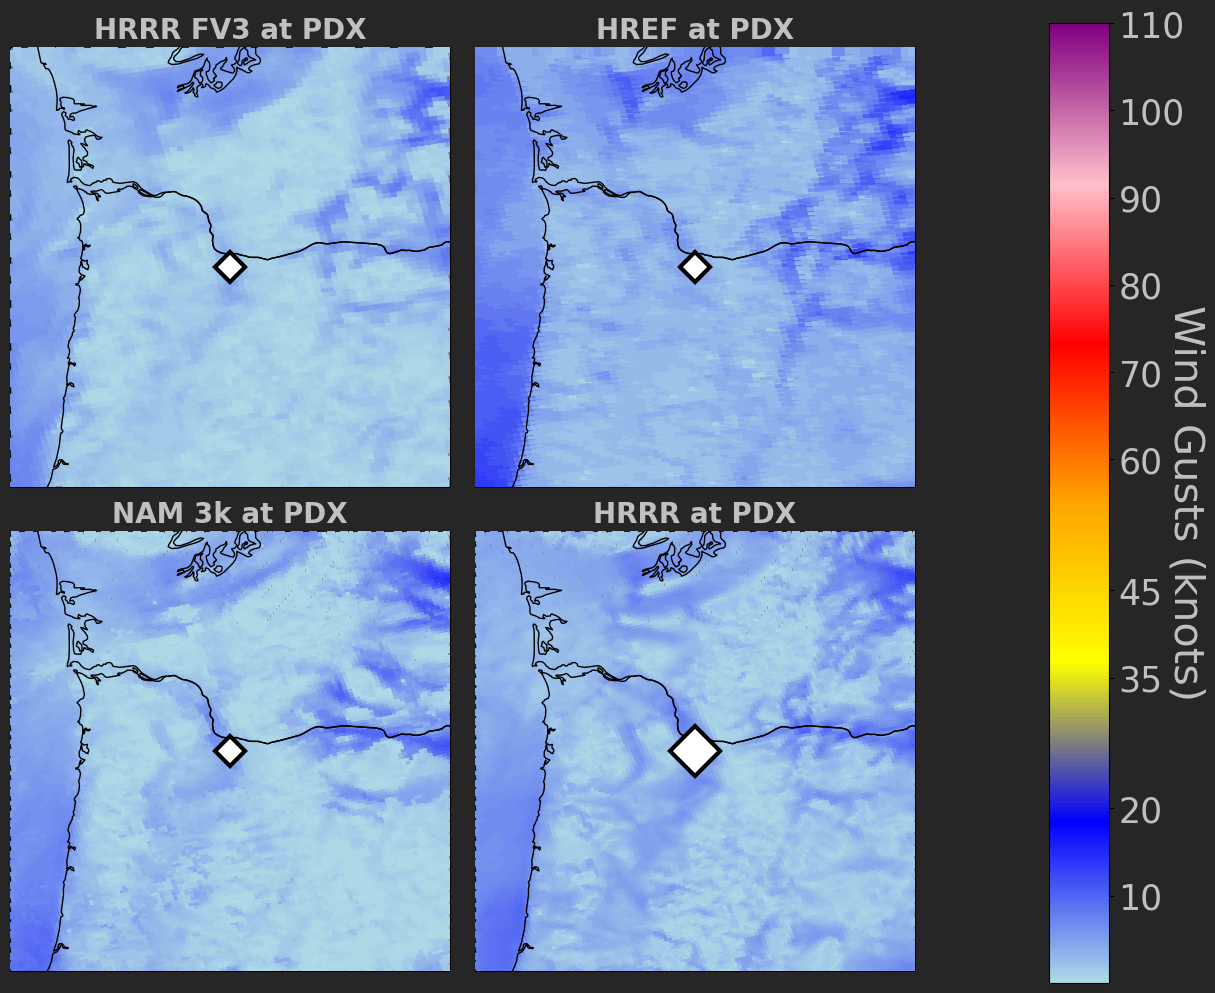 HRRR FV3 at PDX
HREF at PDX
NAM 3k at PDX
HRRR at PDX
110
100
90
80
70
60
45
35
20
10
Wind Gusts (knots)